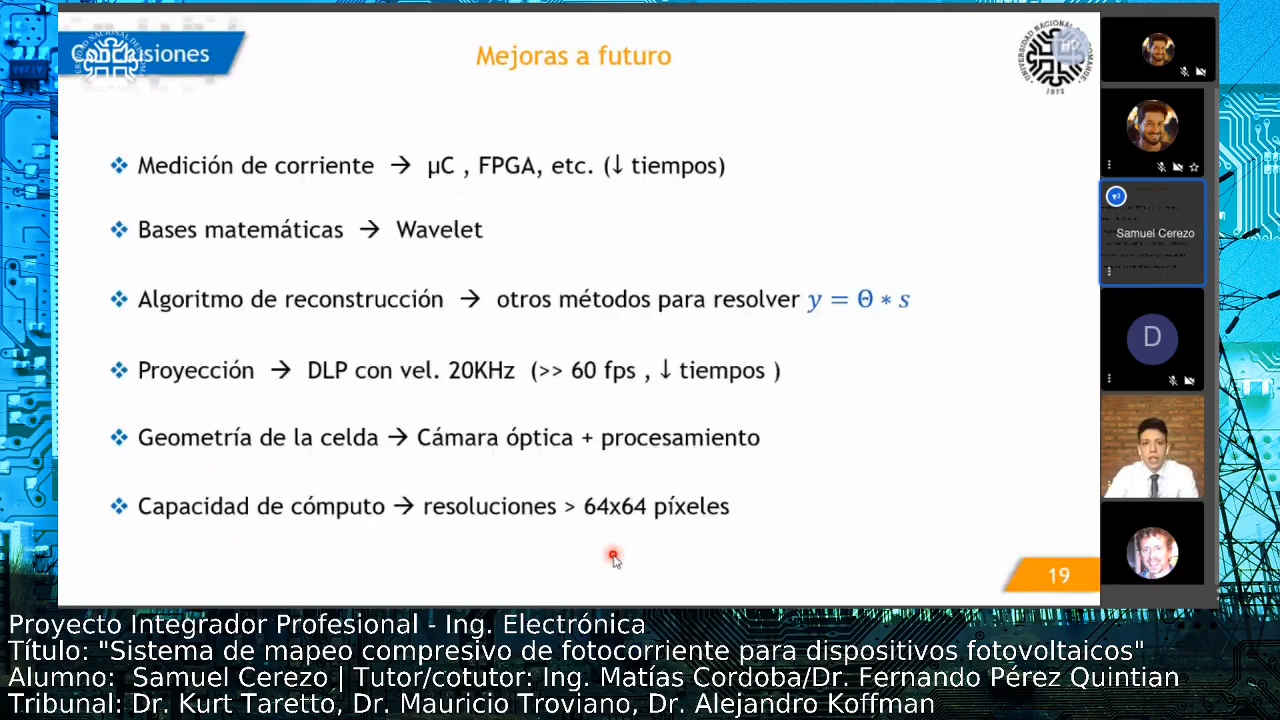 Conclusiones
Mejoras a futuro
Medición de corriente → µC , FPGA, etc. (↓ tiempos)
Bases matemáticas → Wavelet
Algoritmo de reconstrucción → otros métodos para resolver y = Θ ∗ s
Proyección → DLP con vel. 20KHz (>> 60 fps , ↓ tiempos )
Geometría de la celda → Cámara óptica + procesamiento
Capacidad de cómputo → resoluciones > 64x64 píxeles
19
Samuel Cerezo
D
Proyecto Integrador Profesional - Ing. Electrónica
Título: "Sistema de mapeo compresivo de fotocorriente para dispositivos fotovoltaicos"
Alumno:  Samuel Cerezo | Tutor/cotutor: Ing. Matías Cordoba/Dr. Fernando Pérez Quintian
Tribunal: Dr. Kurt Taretto, Dr. Mauricio Troviano, Dr. Alejandro Koffman